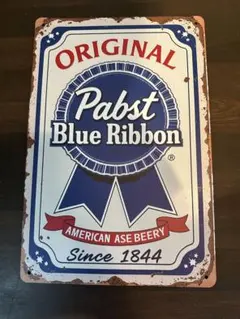 ORIGINAL
Pabst
Blue Ribbon
®
AMERICAN ASE BEERY
Since 1844